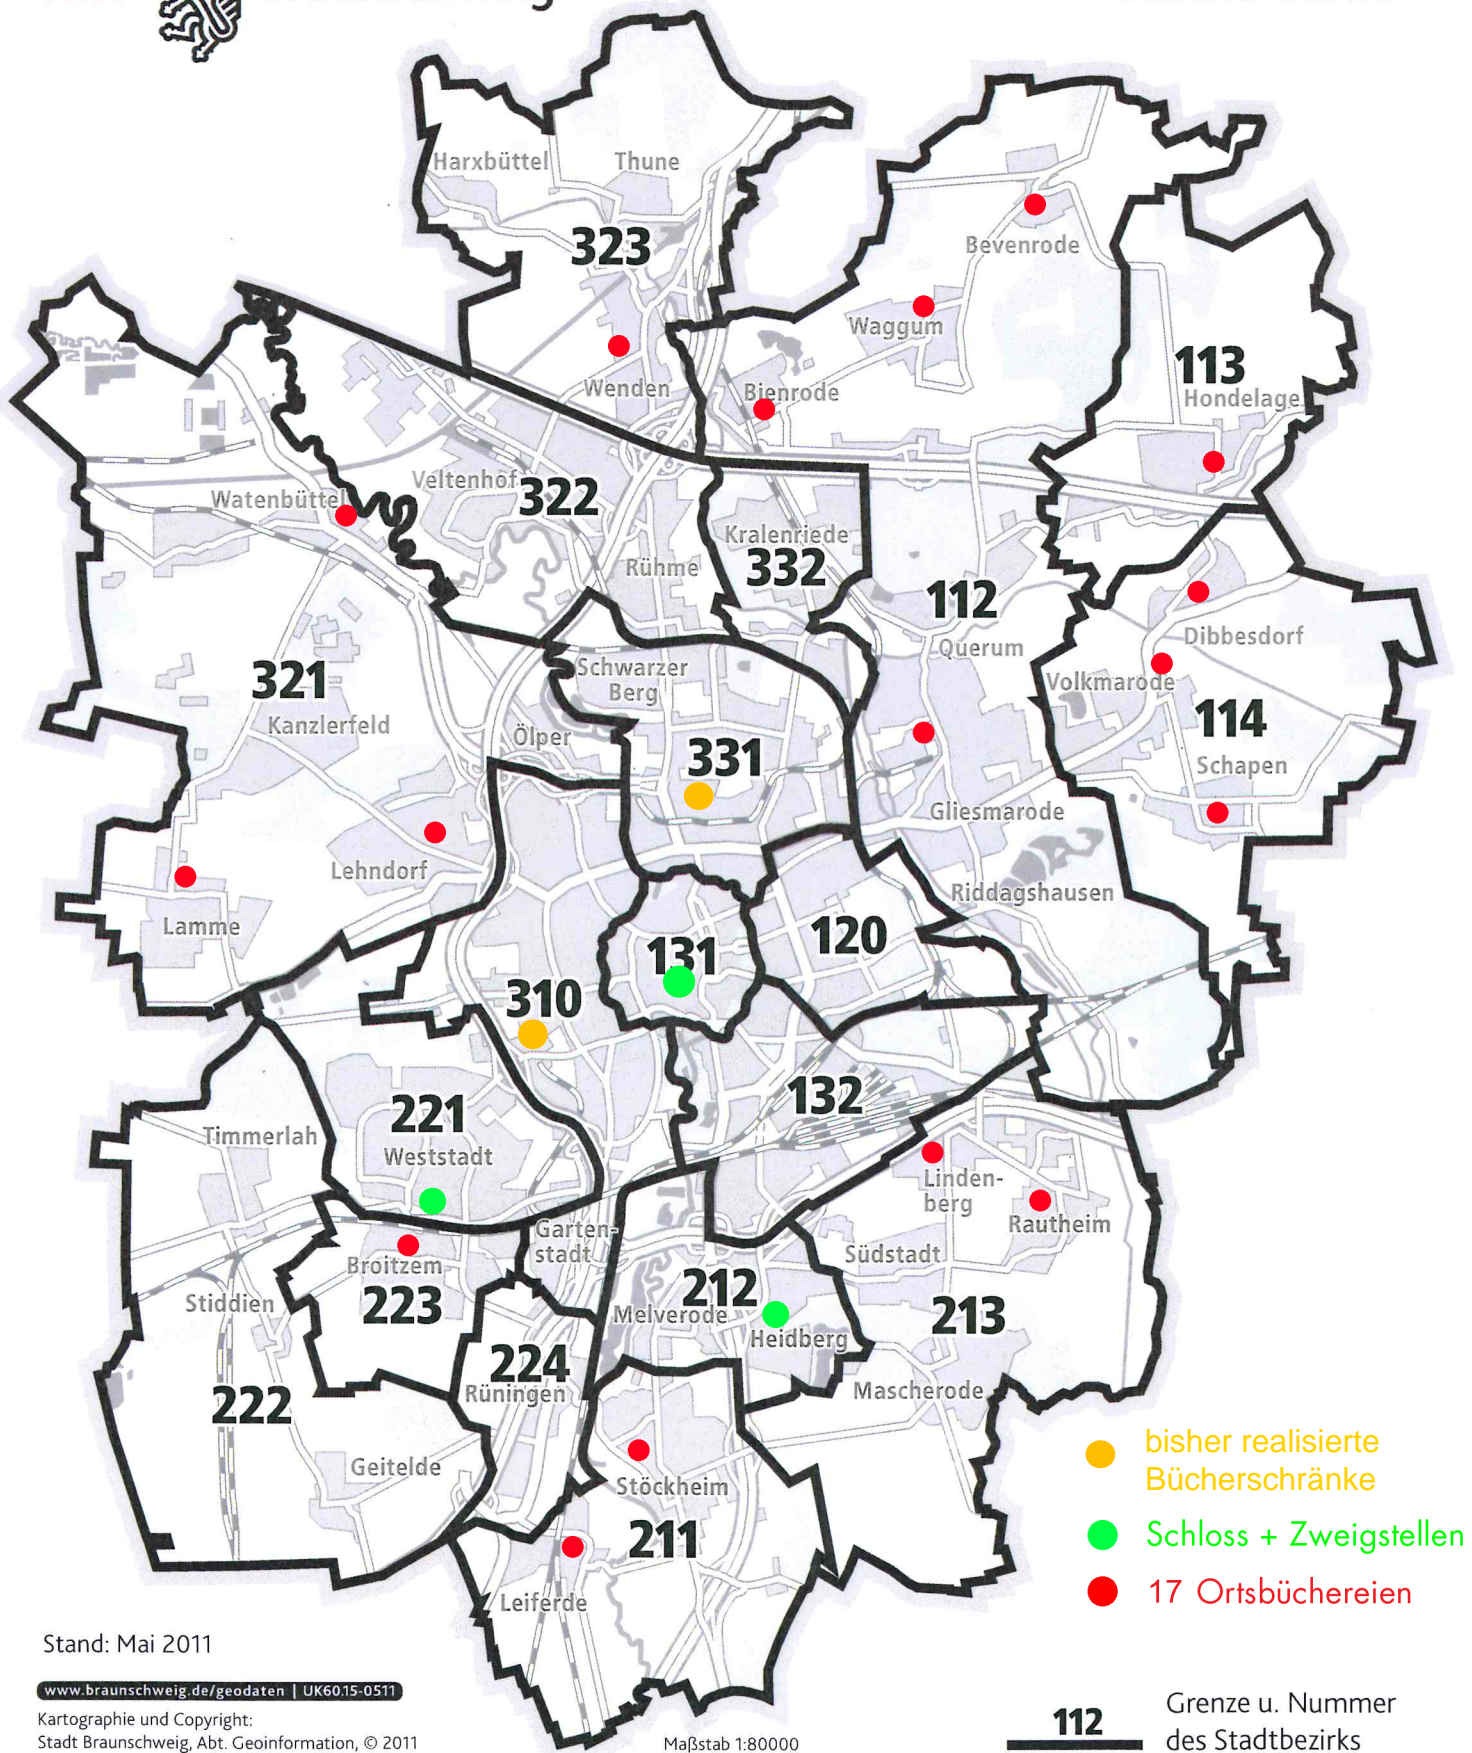 Harxbüttel
Thune
323
Bevenrode
Waggum
113
Hondelage
Wenden
Bienrode
Veltenhof
322
Watenbüttel
Kralenriede
332
Rühme
112
Querum
Dibbesdorf
Volkmarode
114
Schapen
321
Kanzlerfeld
Schwarzer
Berg
Ölper
331
Gliesmarode
Lehndorf
Riddagshausen
Lamme
131
120
310
132
221
Weststadt
Timmerlah
Linden-
berg
Rautheim
Garten-
stadt
Südstadt
Broitzem
223
Stiddien
212
Melverode
Heidberg
213
224
Rüningen
Mascherode
222
Geitelde
Stöckheim
211
Leiferde
bisher realisierte
Bücherschränke
Schloss + Zweigstellen
17 Ortsbüchereien
Stand: Mai 2011
www.braunschweig.de/geodaten | UK60.15-0511
Kartographie und Copyright:
Stadt Braunschweig, Abt. Geoinformation, © 2011
Maßstab 1:80000
112
Grenze u. Nummer
des Stadtbezirks